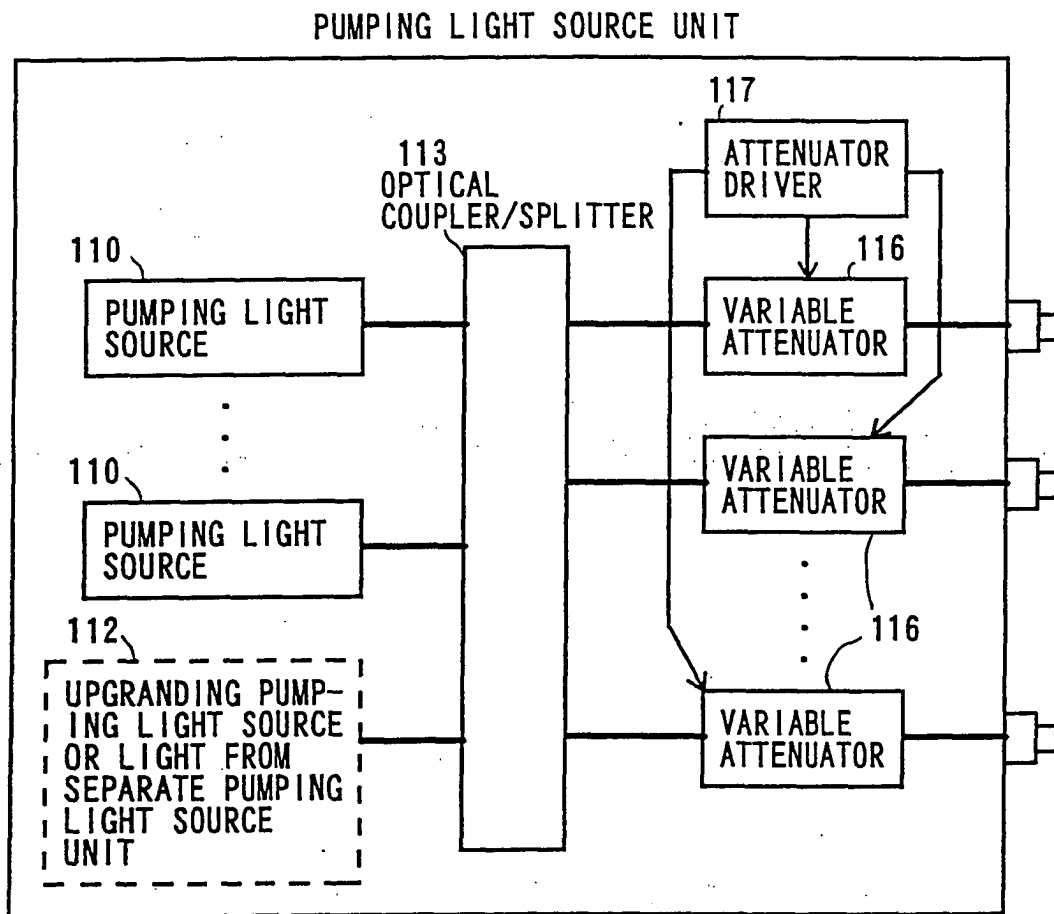 PUMPING LIGHT SOURCE UNIT
117
ATTENUATOR
DRIVER
113
OPTICAL
COUPLER/SPLITTER
110
PUMPING LIGHT
SOURCE
116
VARIABLE
ATTENUATOR
VARIABLE
ATTENUATOR
110
PUMPING LIGHT
SOURCE
116
112
UPGRANDING PUMP-
ING LIGHT SOURCE
OR LIGHT FROM
SEPARATE PUMPING
LIGHT SOURCE
UNIT
VARIABLE
ATTENUATOR